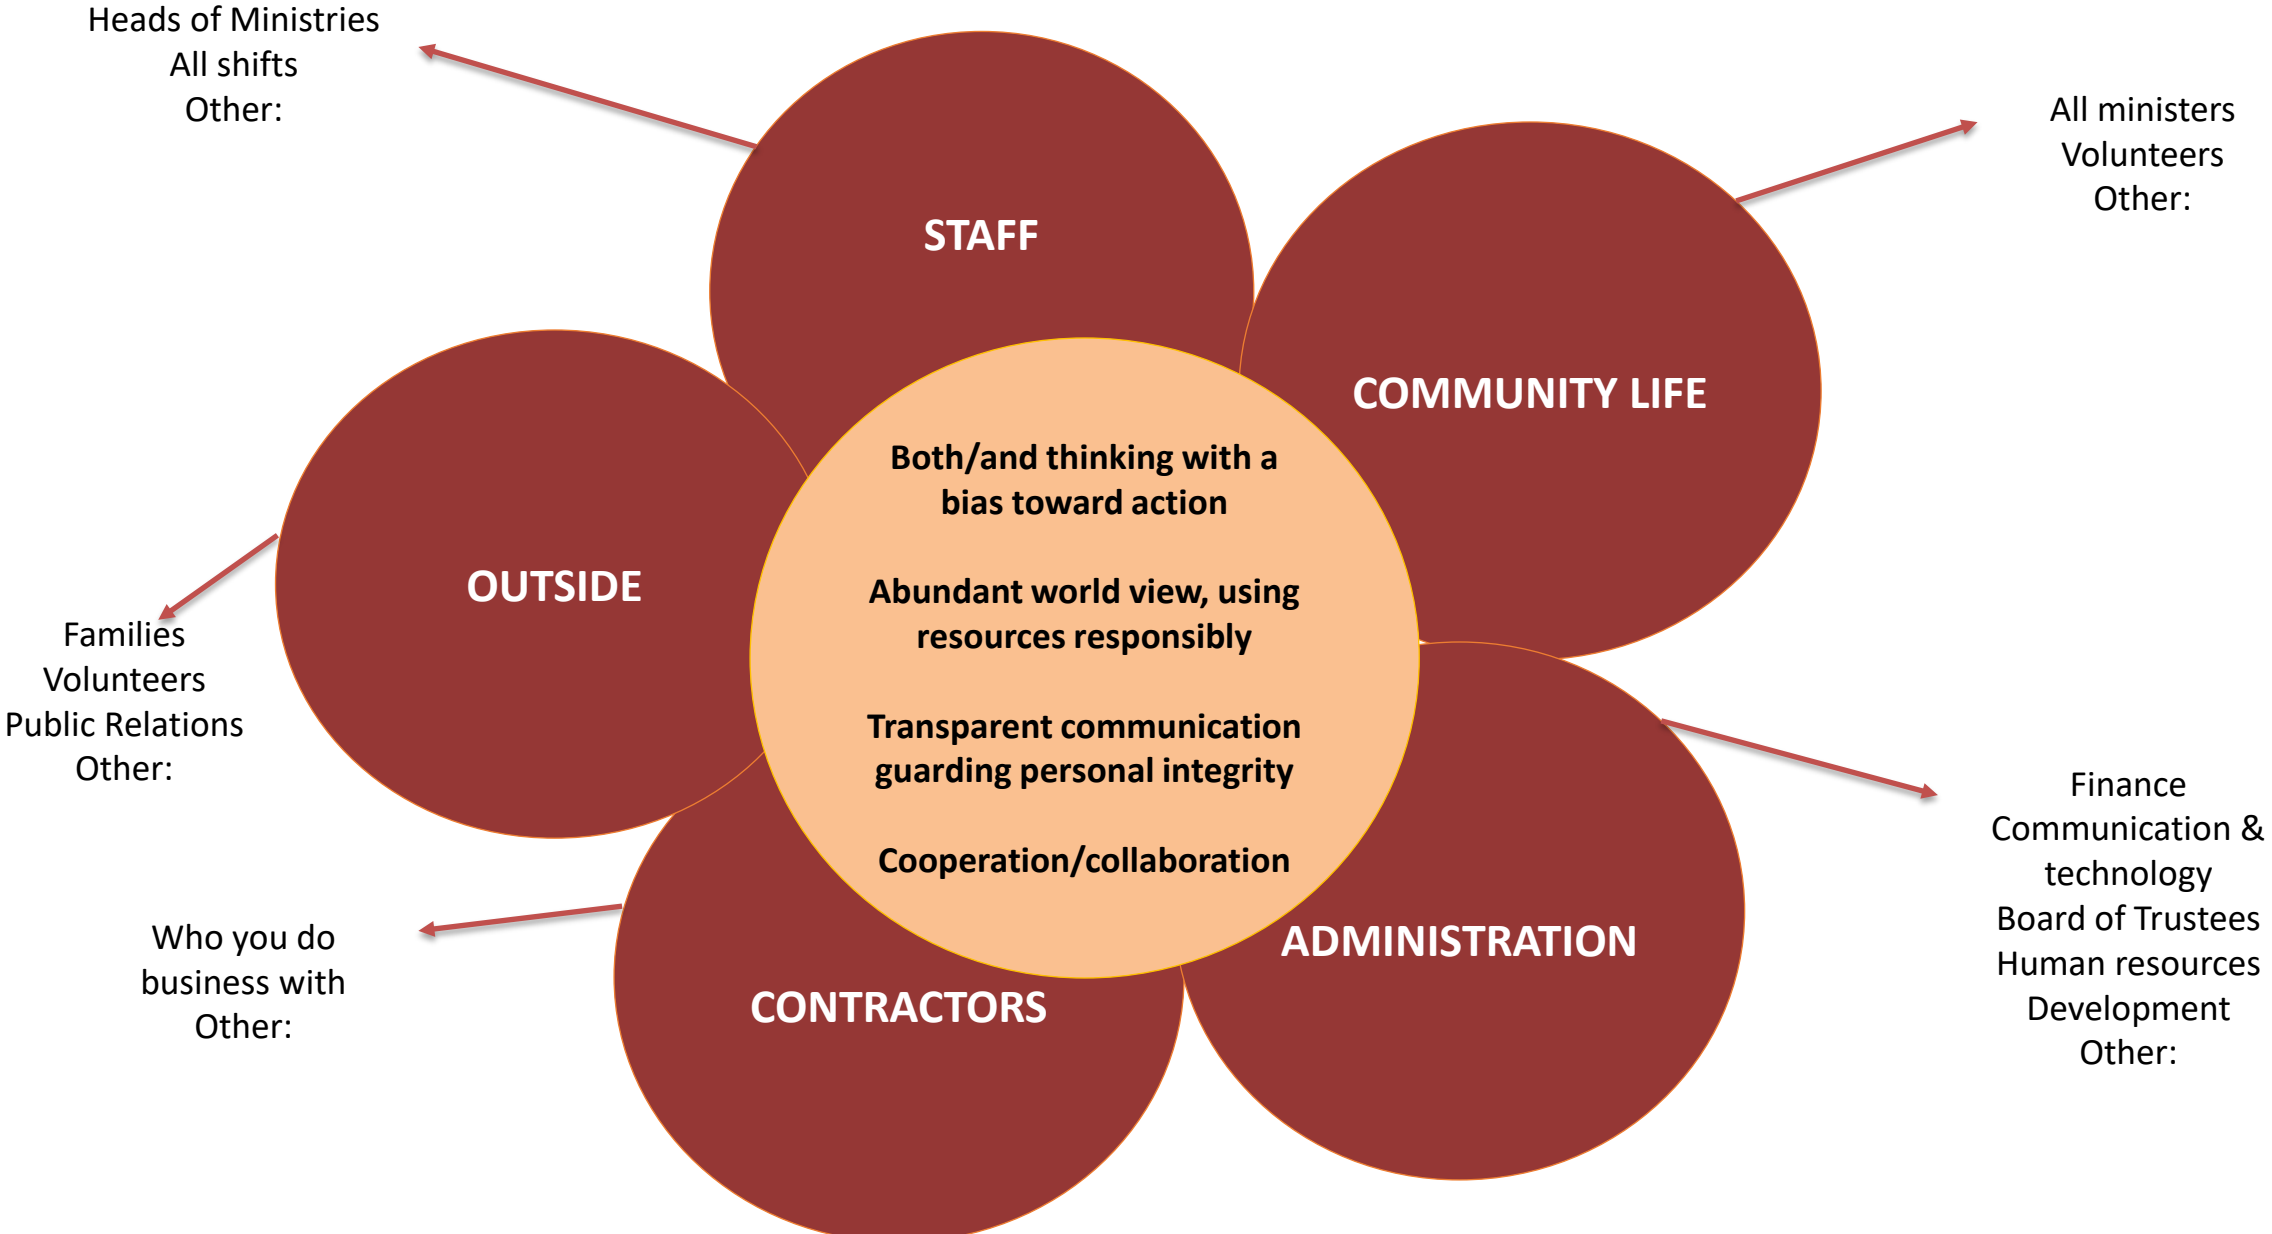 Heads of Ministries
All shifts
Other:
All ministers
Volunteers
Other:
STAFF
COMMUNITY LIFE
Both/and thinking with a
bias toward action
Abundant world view, using
resources responsibly
Transparent communication
guarding personal integrity
Cooperation/collaboration
OUTSIDE
Families
Volunteers
Public Relations
Other:
Finance
Communication &
technology
Board of Trustees
Human resources
Development
Other:
ADMINISTRATION
Who you do
business with
Other:
CONTRACTORS